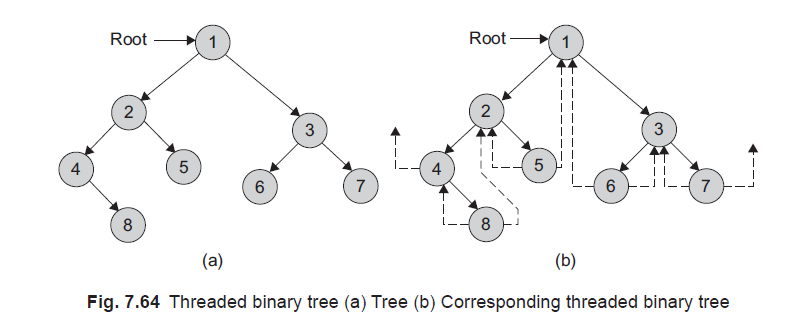 Root 1
Root 1
2
3
2
3
4
5
6
7
4
5
6
7
8
8
(a)
(b)
Fig. 7.64 Threaded binary tree (a) Tree (b) Corresponding threaded binary tree